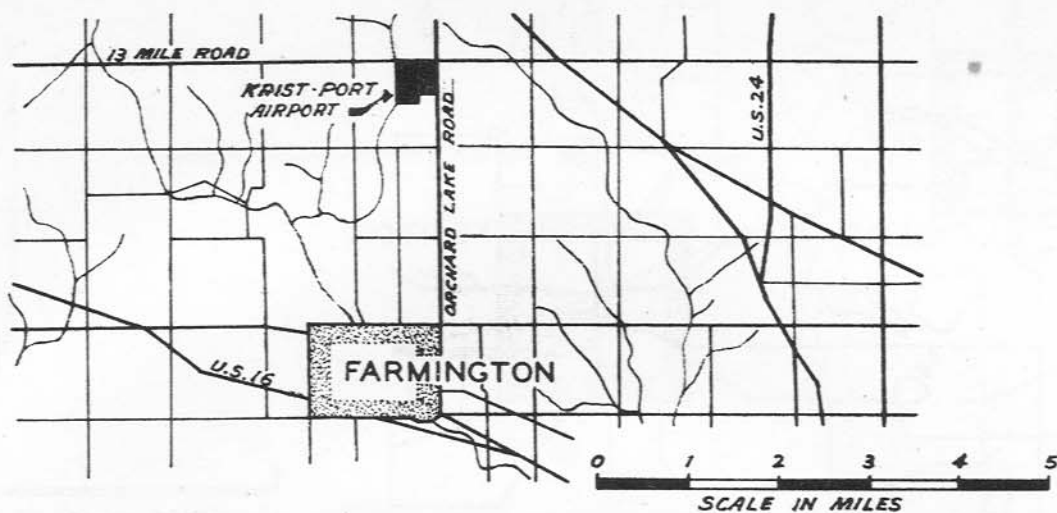 13 MILE ROAD
KRIST-PORT
AIRPORT
ORCHARD LAKE ROAD
U.S.24
U.S.16
FARMINGTON
0 1 2 3 4 5
SCALE IN MILES